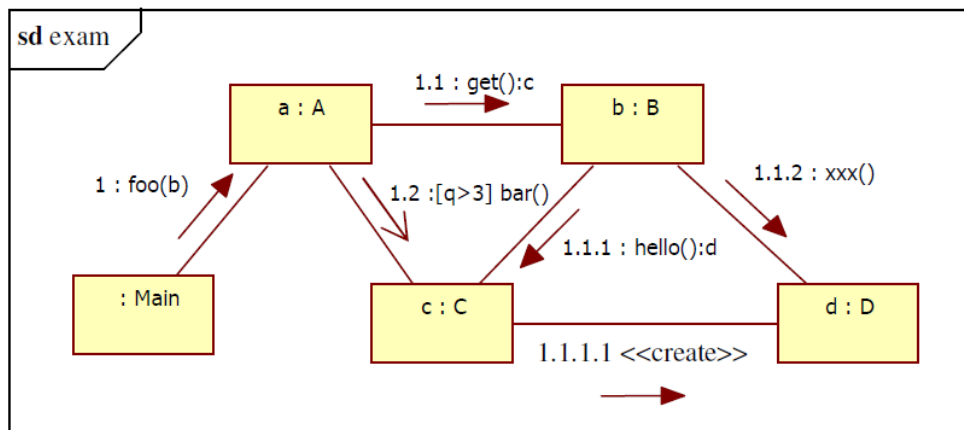 sd exam
1.1 : get():c
a : A
b : B
1 : foo(b)
1.2 :[q>3] bar()
1.1.2 : xxx()
1.1.1 : hello():d
: Main
c : C
d : D
1.1.1.1 <<create>>